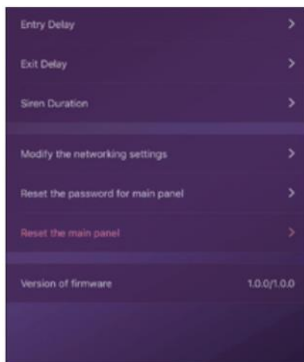 Entry Delay
Exit Delay
Siren Duration
Modify the networking settings
Reset the password for main panel
Reset the main panel
Version of firmware 1.0.0/1.0.0